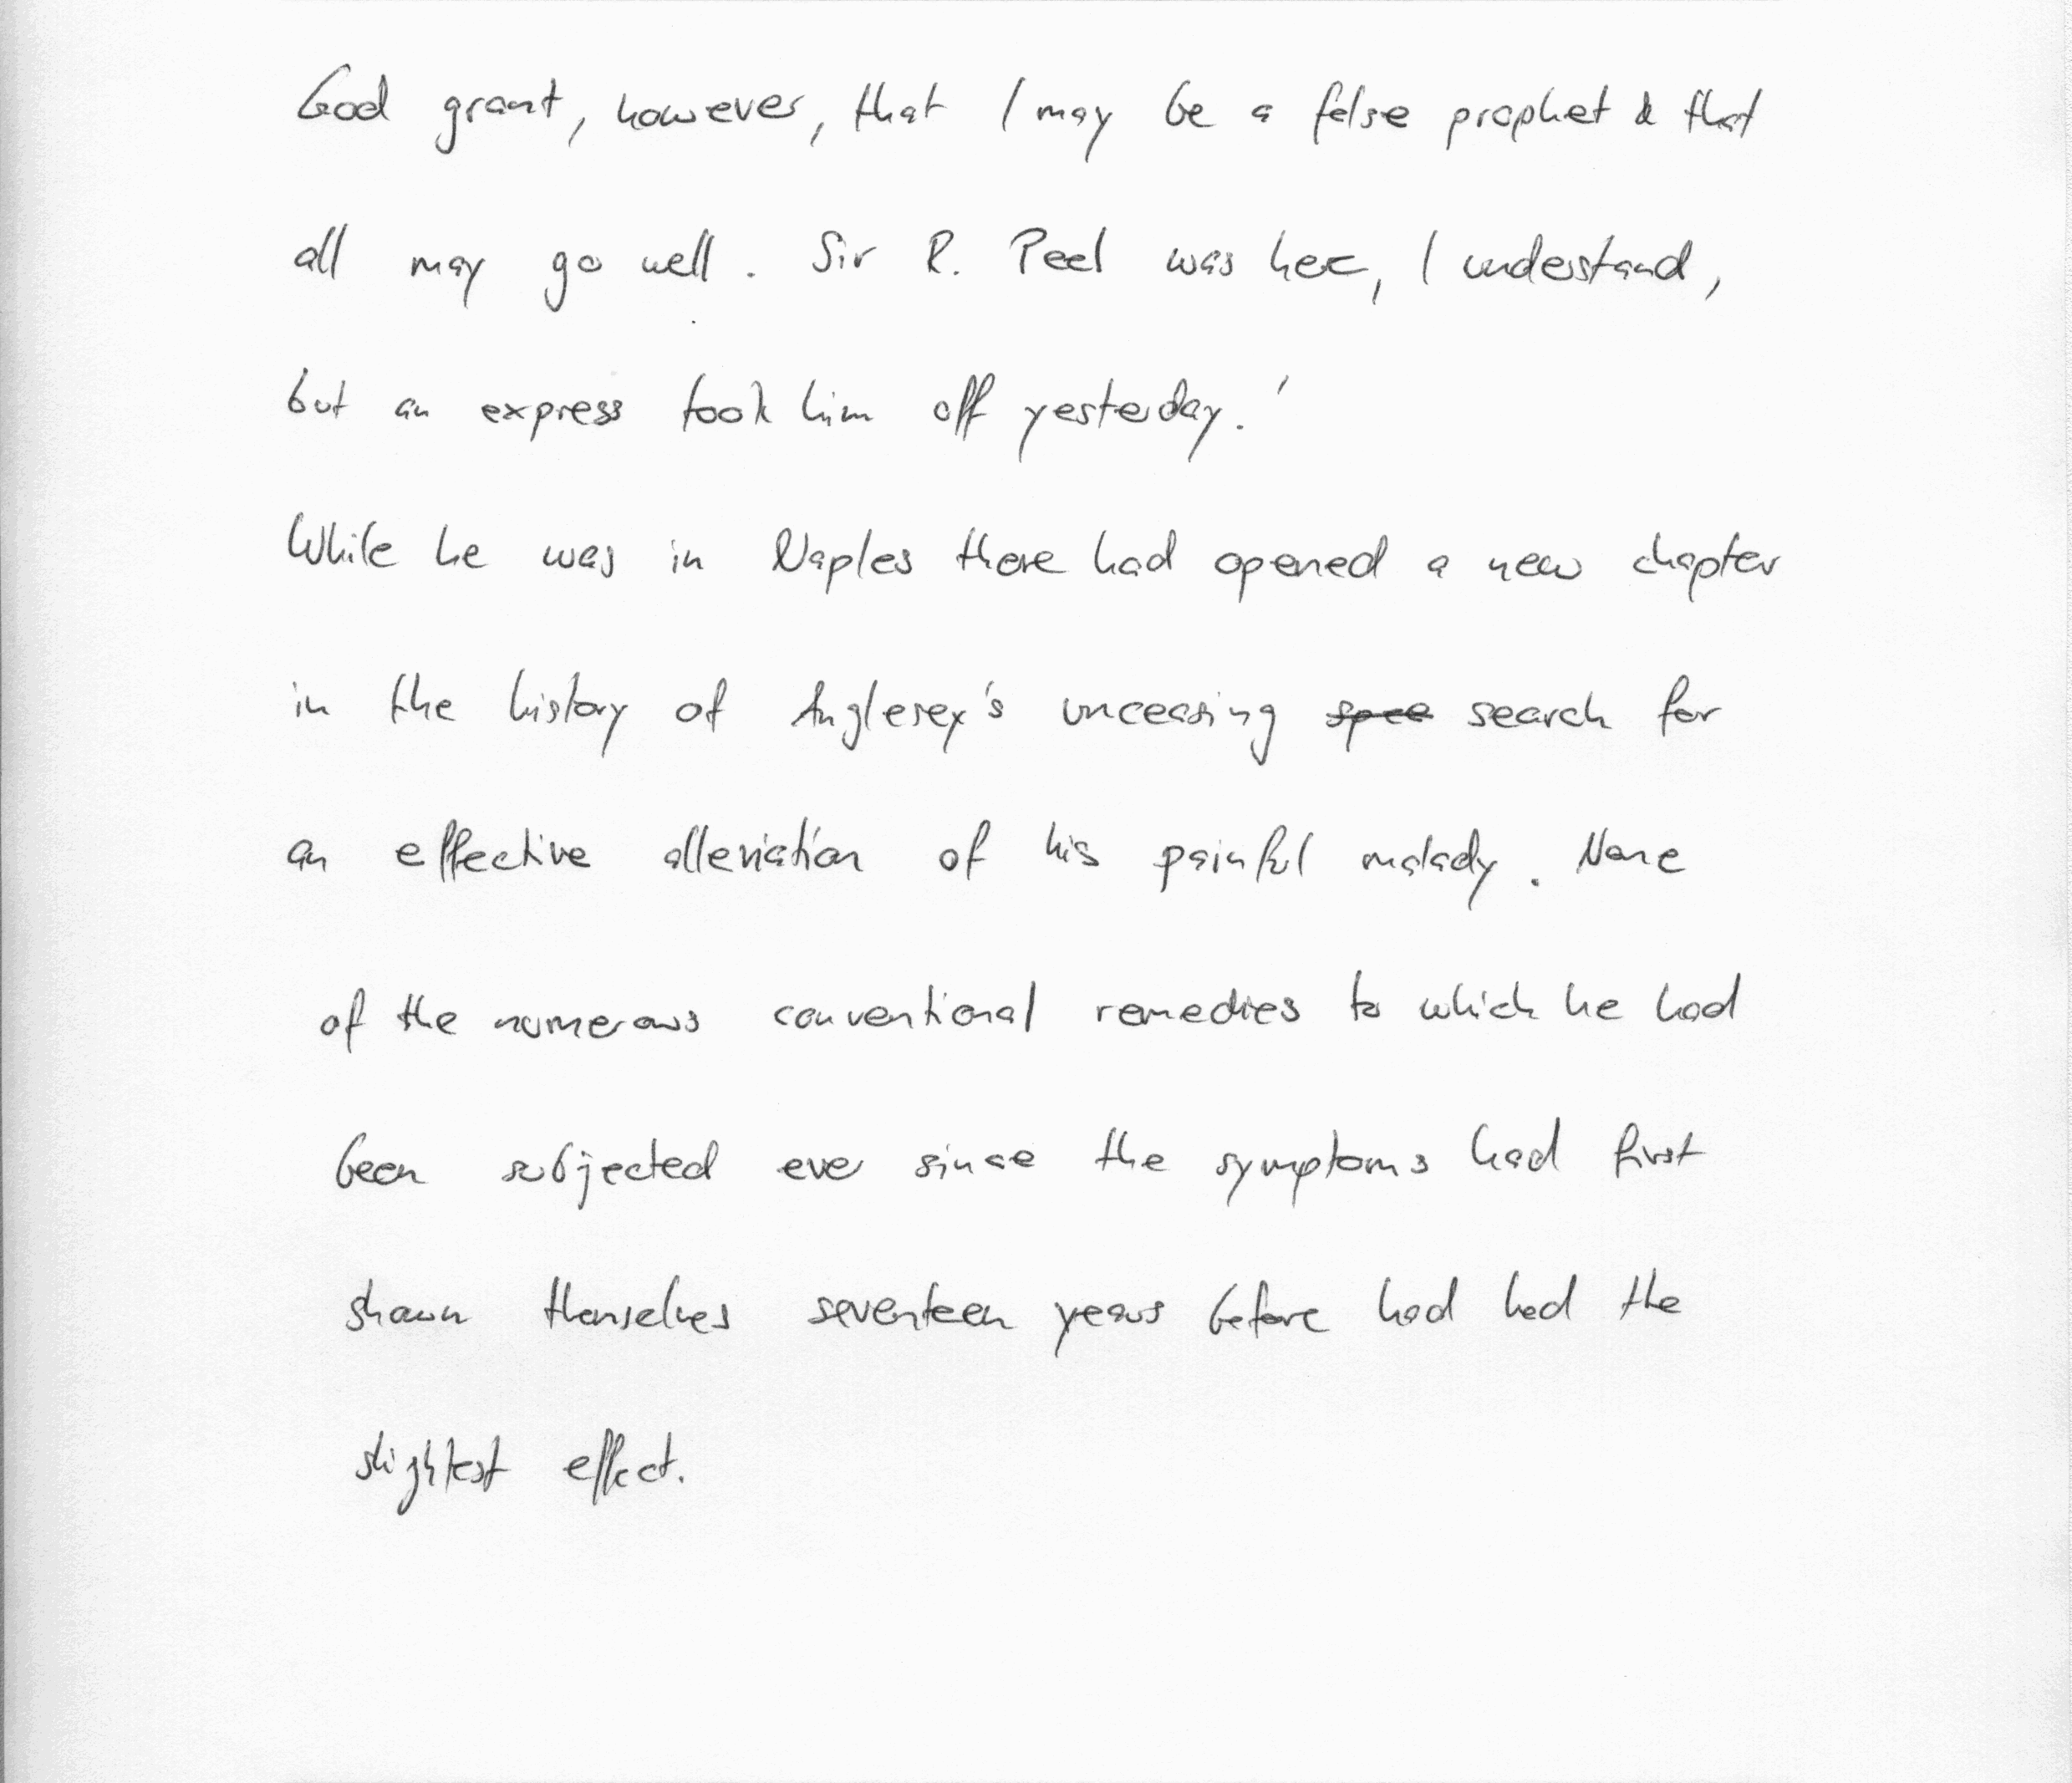 God grant, however, that I may be a false prophet & that
all may go well. Sir R. Peel was here, I understand,
but an express took him off yesterday.'
While he was in Naples there had opened a new chapter
in the history of Anglesey's unceasing search for
an effective alleviation of his painful malady. None
of the numerous conventional remedies to which he had
been subjected ever since the symptoms had first
shown themselves seventeen years before had had the
slightest effect.